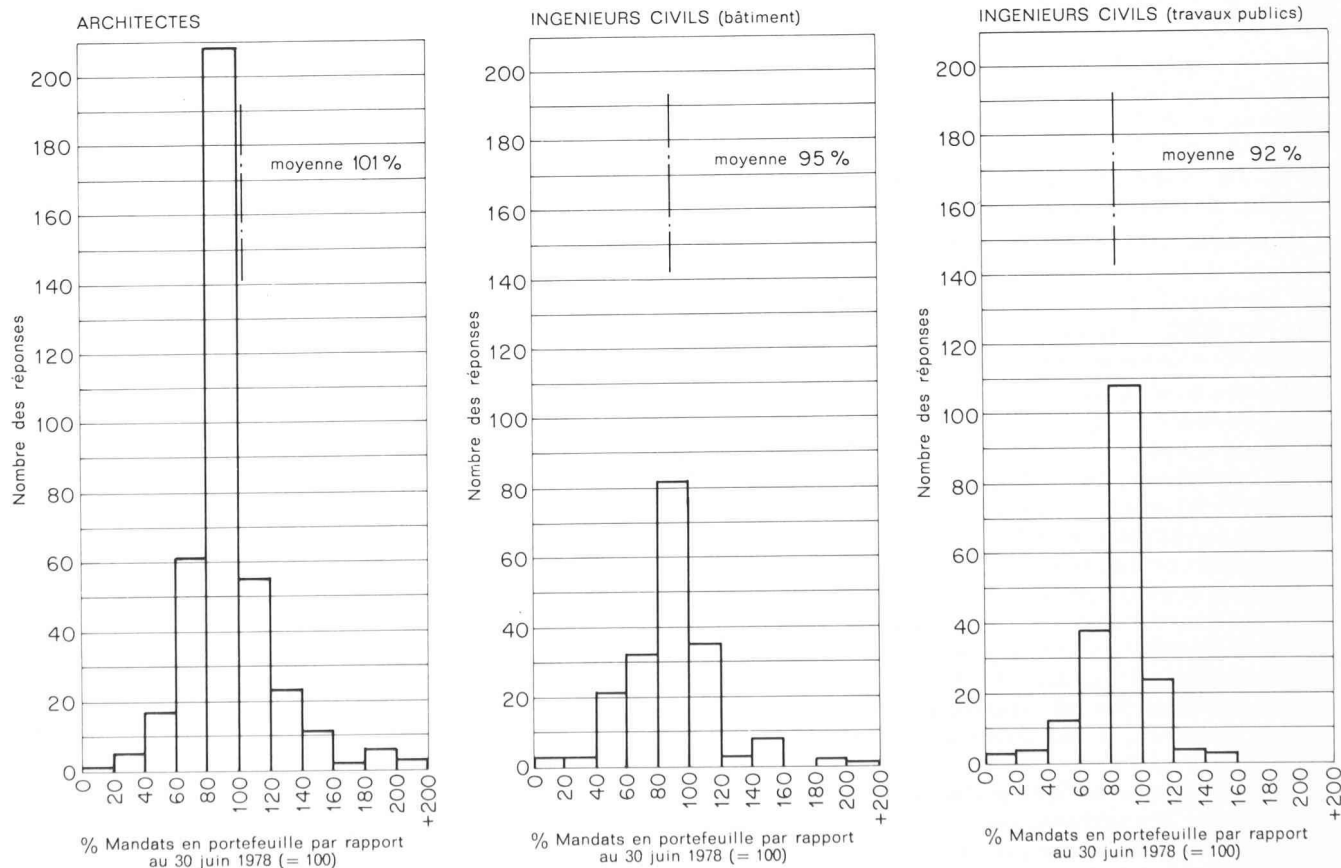 ARCHITECTES
200
180
160
140
120
100
80
60
40
20
0
Nombre des réponses
moyenne 101 %
0 20 40 60 80 100 120 140 160 180 200 +200
% Mandats en portefeuille par rapport
au 30 juin 1978 (= 100)
INGENIEURS CIVILS (bâtiment)
200
180
160
140
120
100
80
60
40
20
0
Nombre des réponses
moyenne 95 %
0 20 40 60 80 100 120 140 160 180 200 +200
% Mandats en portefeuille par rapport
au 30 juin 1978 (= 100)
INGENIEURS CIVILS (travaux publics)
200
180
160
140
120
100
80
60
40
20
0
Nombre des réponses
moyenne 92 %
0 20 40 60 80 100 120 140 160 180 200 +200
% Mandats en portefeuille par rapport
au 30 juin 1978 (= 100)